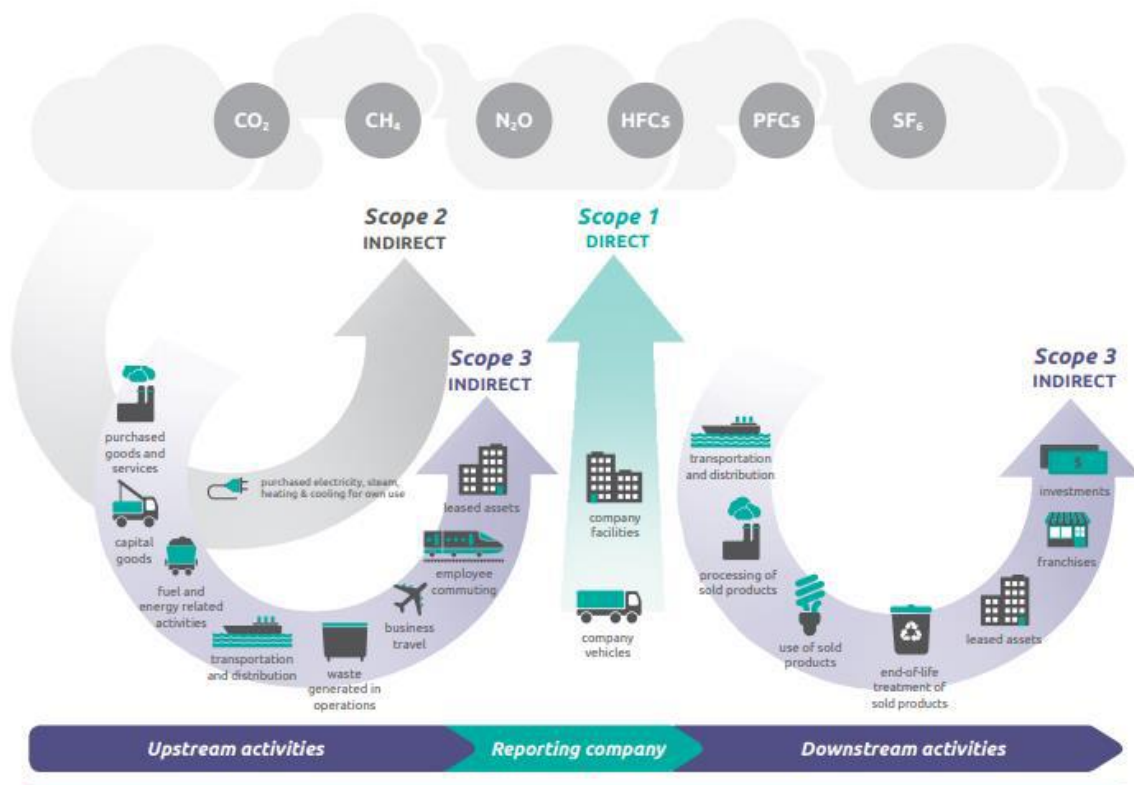 CO₂
CH₄
N₂O
HFCs
PFCs
SF₆
Scope 2
INDIRECT
Scope 1
DIRECT
Scope 3
INDIRECT
Scope 3
INDIRECT
purchased
goods and
services
capital
goods
fuel and
energy related
activities
transportation
and distribution
waste
generated in
operations
business
travel
employee
commuting
leased assets
purchased electricity, steam,
heating & cooling for own use
company
facilities
company
vehicles
transportation
and distribution
processing of
sold products
use of sold
products
end-of-life
treatment of
sold products
leased assets
franchises
$
investments
Upstream activities
Reporting company
Downstream activities